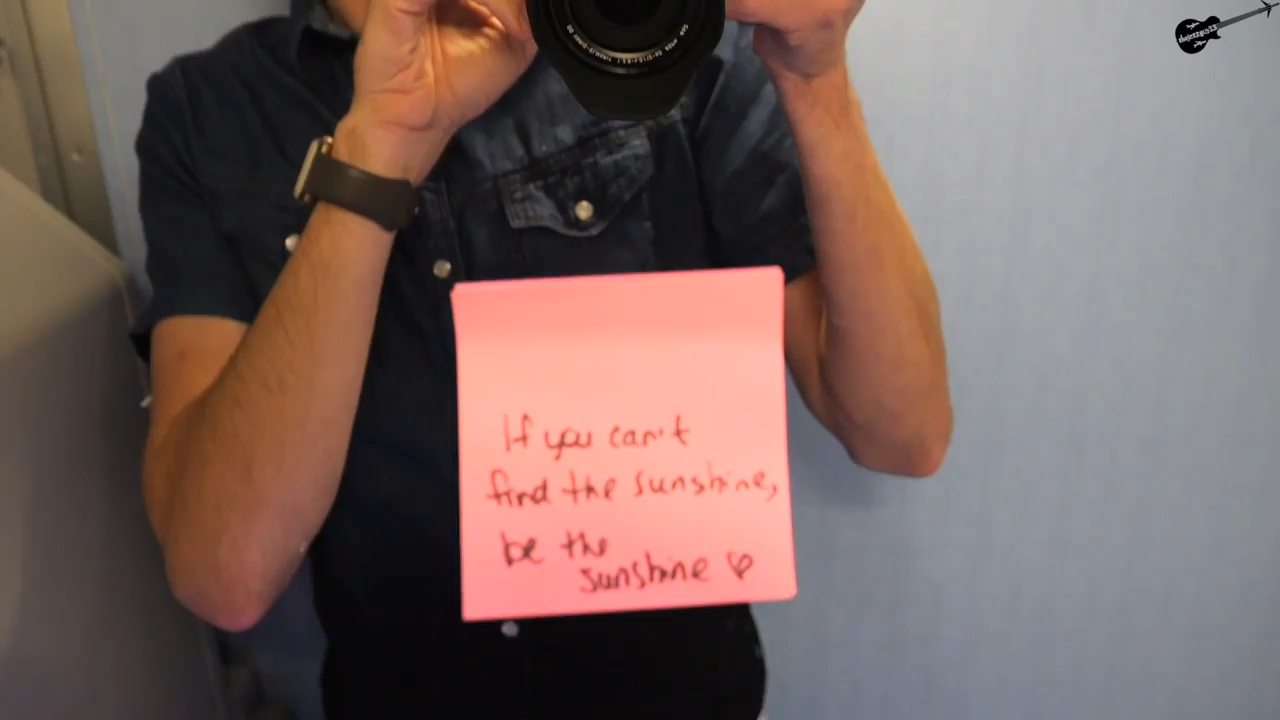 If you can't
find the sunshine,
be the
sunshine